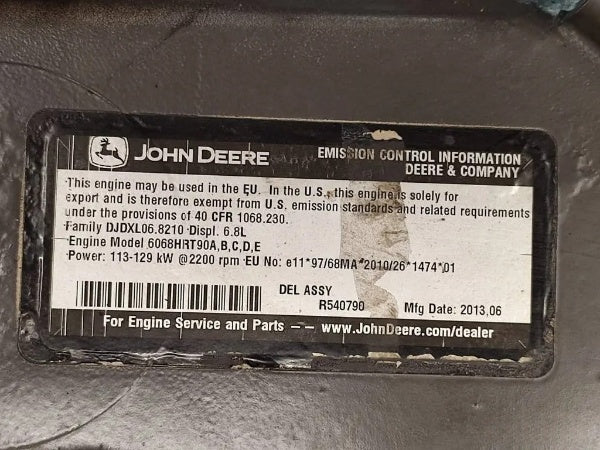 JOHN DEERE
EMISSION CONTROL INFORMATION
DEERE & COMPANY
This engine may be used in the EU. In the U.S., this engine is solely for
export and is therefore exempt from U.S. emission standards and related requirements
under the provisions of 40 CFR 1068.230.
Family DJDXL06.8210 Displ. 6.8L
Engine Model 6068HRT90A,B,C,D,E
Power: 113-129 kW @2200 rpm EU No: e11*97/68MA*2010/26*1474*01
DEL ASSY
R540790
Mfg Date: 2013,06
For Engine Service and Parts – – www.JohnDeere.com/dealer